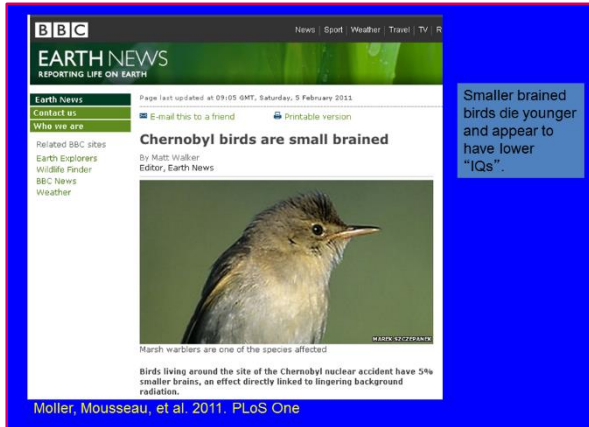 BBC
News | Sport | Weather | Travel | TV | R
EARTH NEWS
REPORTING LIFE ON EARTH
Earth News
Contact us
Who we are
Related BBC sites
Earth Explorers
Wildlife Finder
BBC News
Weather
Page last updated at 09:05 GMT, Saturday, 5 February 2011
E-mail this to a friend
Printable version
Chernobyl birds are small brained
By Matt Walker
Editor, Earth News
MAREK SZCZEPANEK
Marsh warblers are one of the species affected
Birds living around the site of the Chernobyl nuclear accident have 5%
smaller brains, an effect directly linked to lingering background
radiation.
Smaller brained
birds die younger
and appear to
have lower
“IQs”.
Moller, Mousseau, et al. 2011. PLoS One